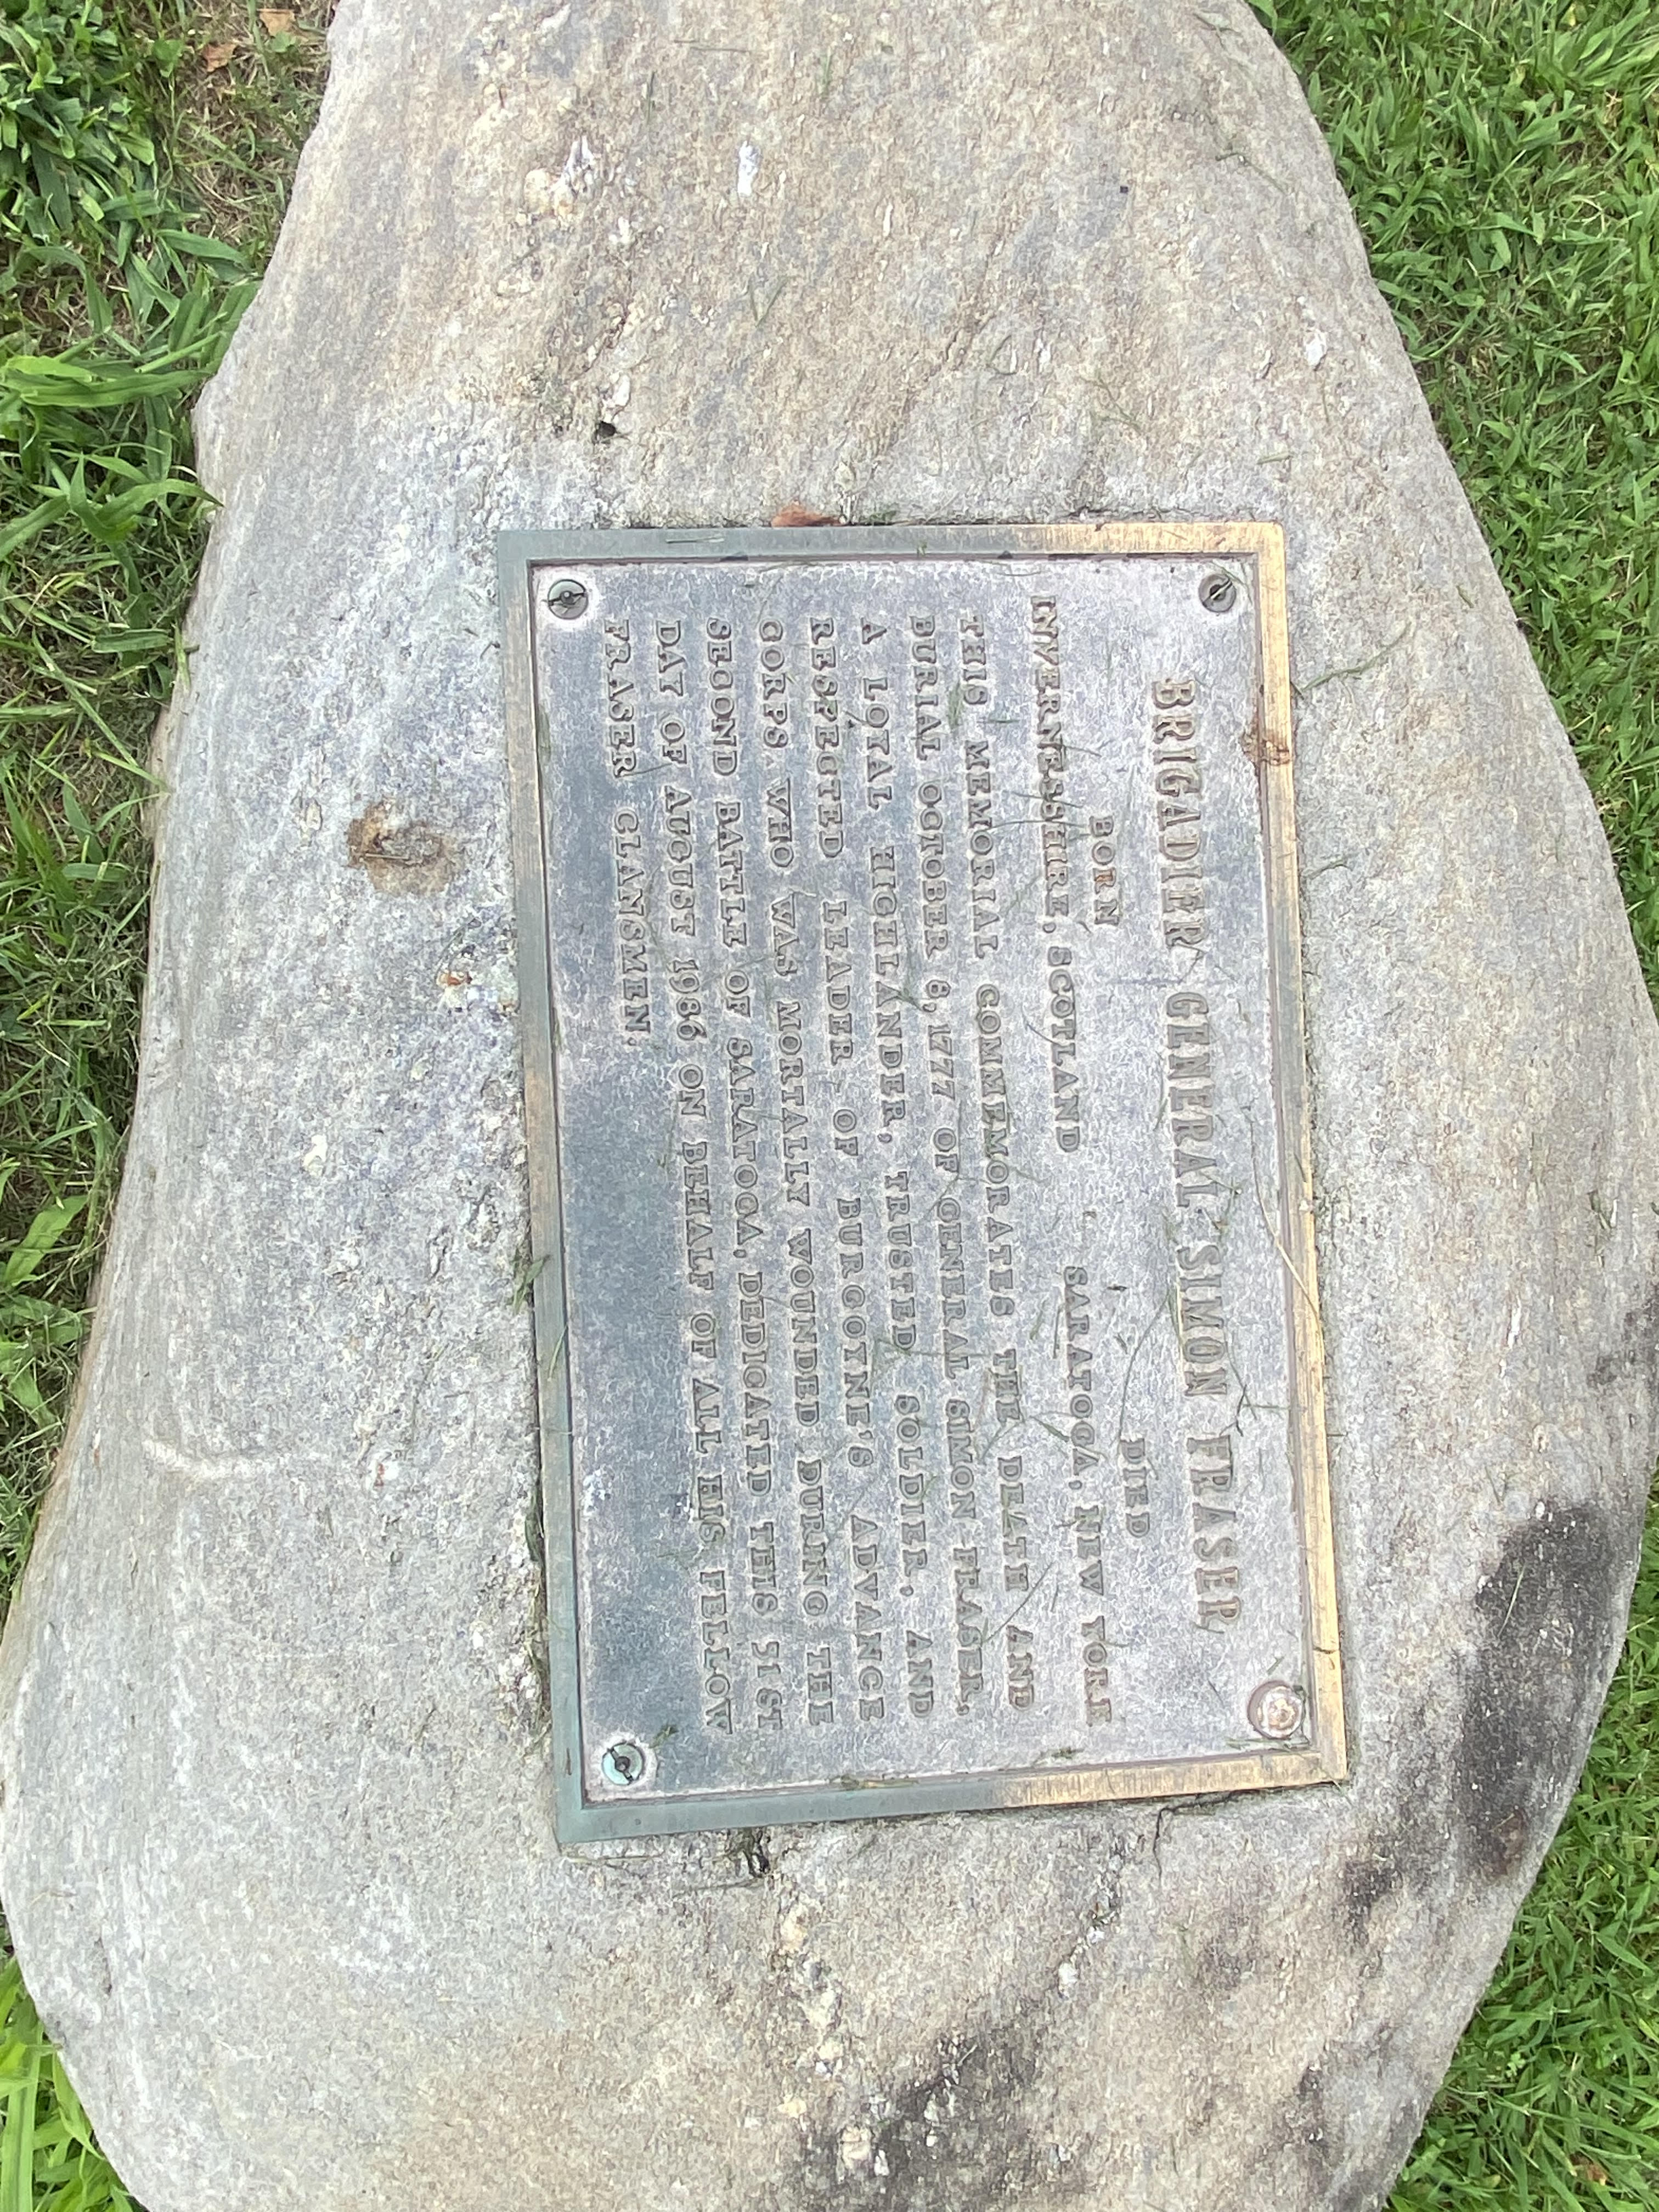 BRIGADIER GENERAL SIMON FRASER
BORN DIED
INVERNESSHIRE, SCOTLAND SARATOGA, NEW YORK
THIS MEMORIAL COMMEMORATES THE DEATH AND
BURIAL OCTOBER 8, 1777 OF GENERAL SIMON FRASER,
A LOYAL HIGHLANDER, TRUSTED SOLDIER, AND
RESPECTED LEADER OF BURGOYNE'S ADVANCE
CORPS, WHO WAS MORTALLY WOUNDED DURING THE
SECOND BATTLE OF SARATOGA, DEDICATED THIS 31ST
DAY OF AUGUST 1986 ON BEHALF OF ALL HIS FELLOW
FRASER CLANSMEN.